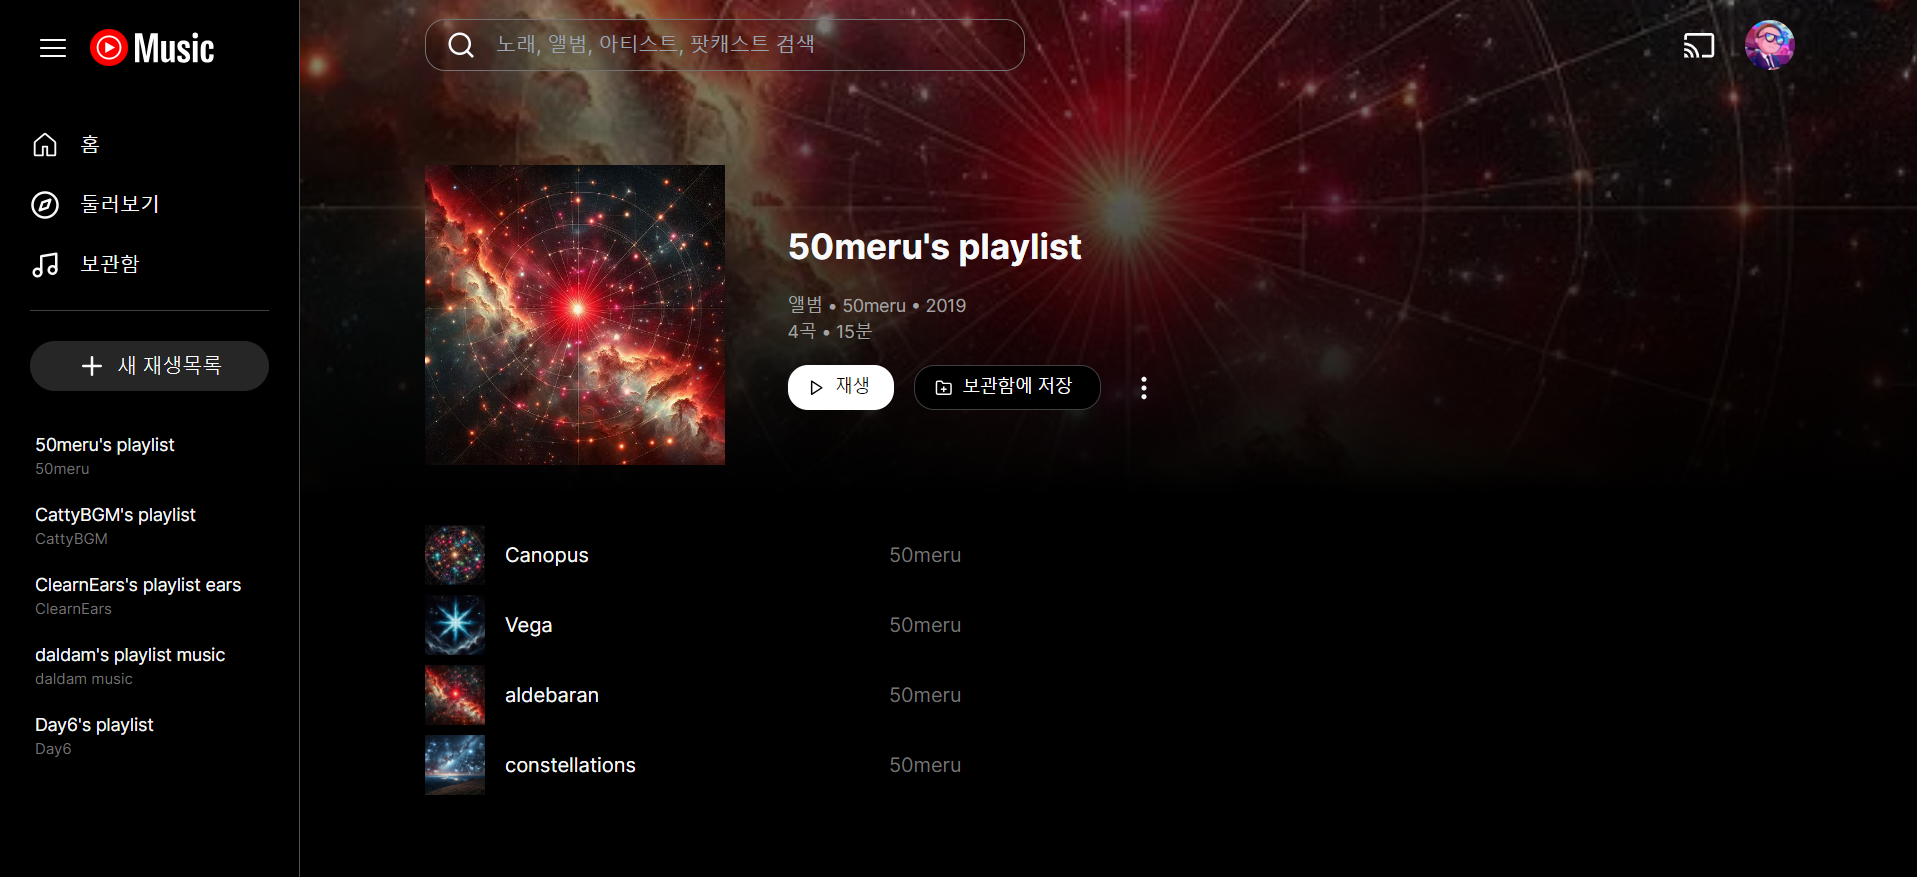 Music
노래, 앨범, 아티스트, 팟캐스트 검색
홈
둘러보기
보관함
새 재생목록
50meru's playlist
50meru
CattyBGM's playlist
CattyBGM
ClearnEars's playlist ears
ClearnEars
daldam's playlist music
daldam music
Day6's playlist
Day6
50meru's playlist
앨범 • 50meru • 2019
4곡 • 15분
재생 보관함에 저장
Canopus 50meru
Vega 50meru
aldebaran 50meru
constellations 50meru